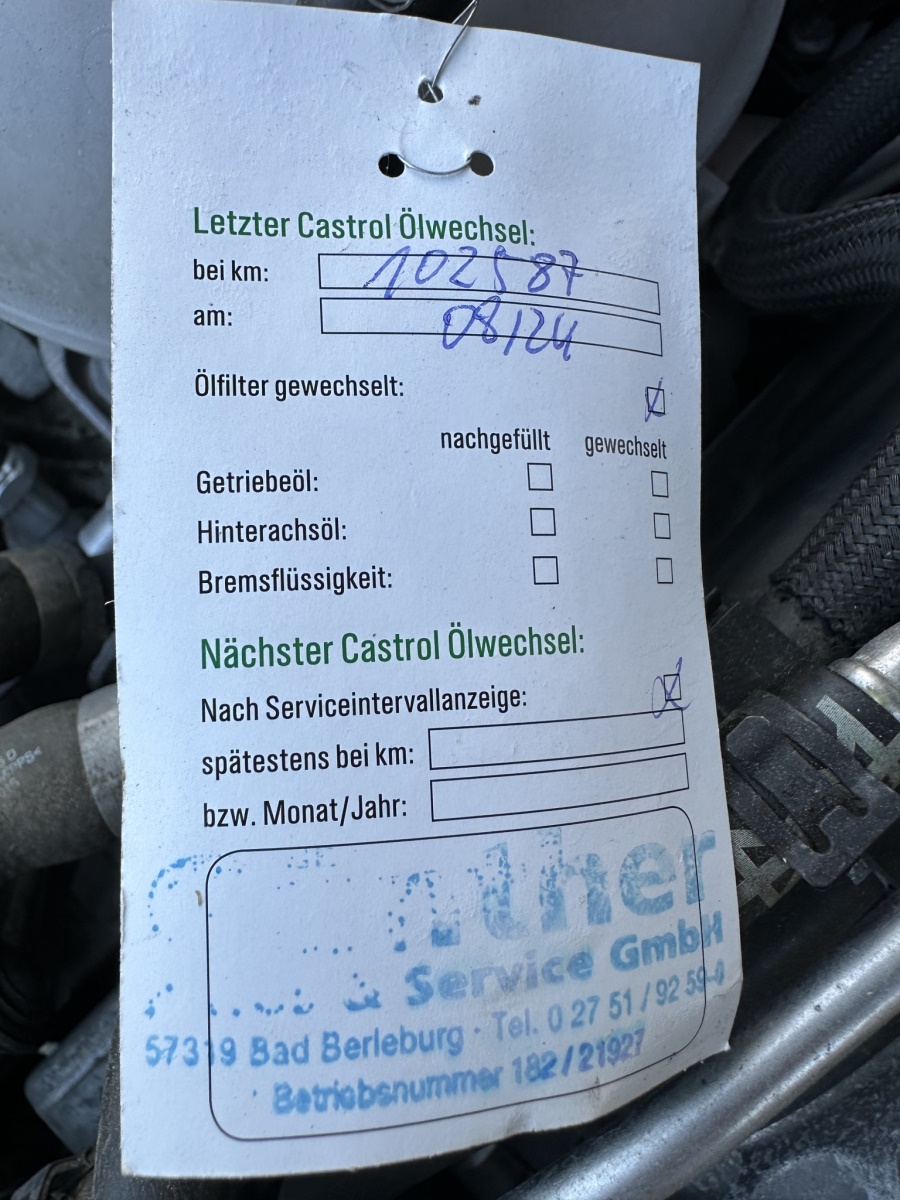 Letzter Castrol Ölwechsel:
bei km: 102587
am: 08/24
Ölfilter gewechselt:
nachgefüllt gewechselt
Getriebeöl:
Hinterachsöl:
Bremsflüssigkeit:
Nächster Castrol Ölwechsel:
Nach Serviceintervallanzeige:
spätestens bei km:
bzw. Monat/Jahr:
& Service GmbH
57319 Bad Berleburg · Tel. 0 27 51 / 92 59-0
Betriebsnummer 182/21927